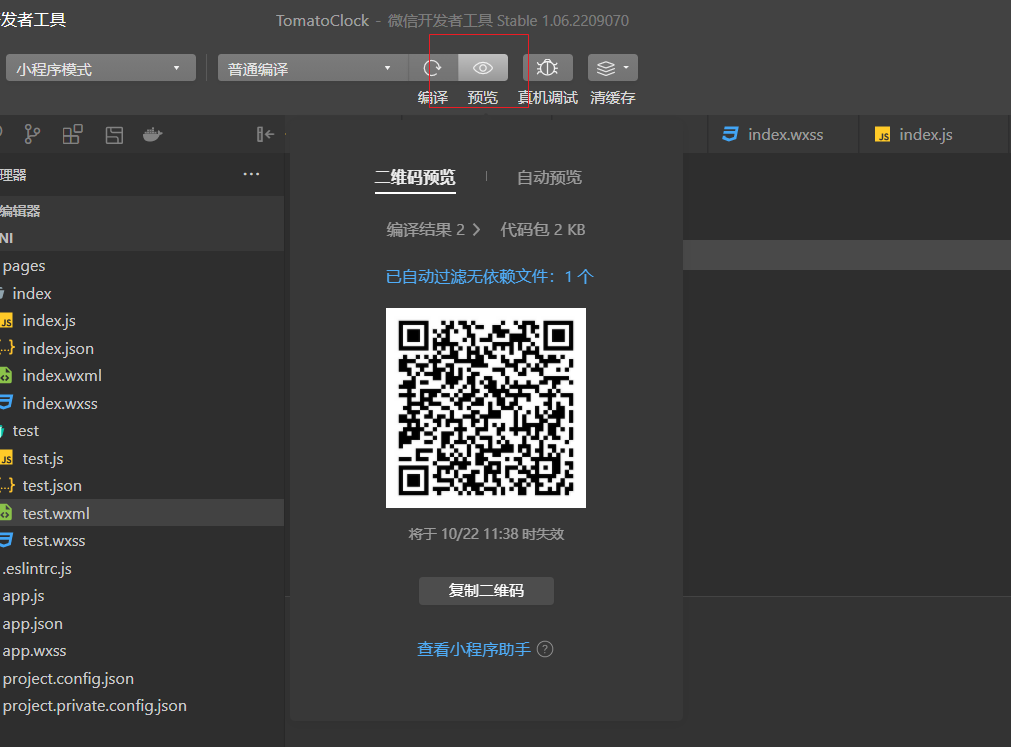 发者工具
TomatoClock - 微信开发者工具 Stable 1.06.2209070
小程序模式
普通编译
编译
预览
真机调试
清缓存
index.wxss
index.js
理器
编辑器
NI
pages
index
index.js
index.json
index.wxml
index.wxss
test
test.js
test.json
test.wxml
test.wxss
.eslintrc.js
app.js
app.json
app.wxss
project.config.json
project.private.config.json
二维码预览
自动预览
编译结果 2
代码包 2 KB
已自动过滤无依赖文件：1 个
将于 10/22 11:38 时失效
复制二维码
查看小程序助手